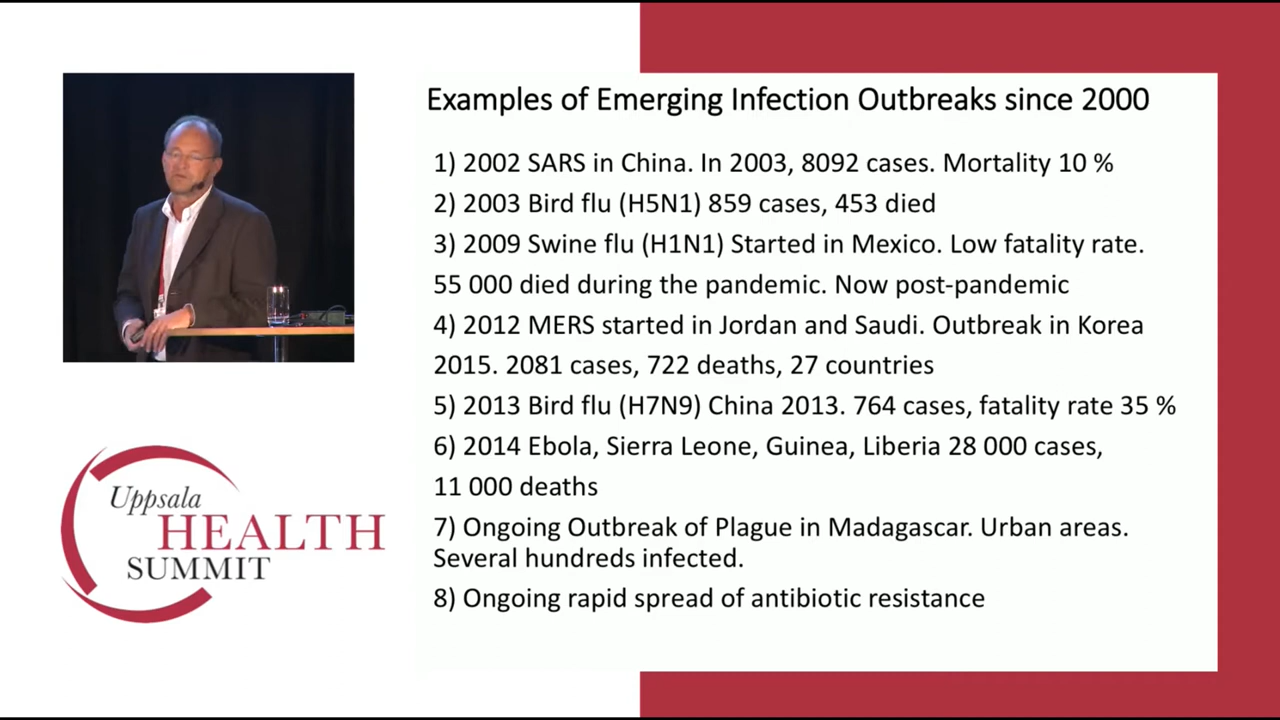 Examples of Emerging Infection Outbreaks since 2000
1) 2002 SARS in China. In 2003, 8092 cases. Mortality 10 %
2) 2003 Bird flu (H5N1) 859 cases, 453 died
3) 2009 Swine flu (H1N1) Started in Mexico. Low fatality rate.
55 000 died during the pandemic. Now post-pandemic
4) 2012 MERS started in Jordan and Saudi. Outbreak in Korea
2015. 2081 cases, 722 deaths, 27 countries
5) 2013 Bird flu (H7N9) China 2013. 764 cases, fatality rate 35 %
6) 2014 Ebola, Sierra Leone, Guinea, Liberia 28 000 cases,
11 000 deaths
7) Ongoing Outbreak of Plague in Madagascar. Urban areas.
Several hundreds infected.
8) Ongoing rapid spread of antibiotic resistance
Uppsala
HEALTH
SUMMIT